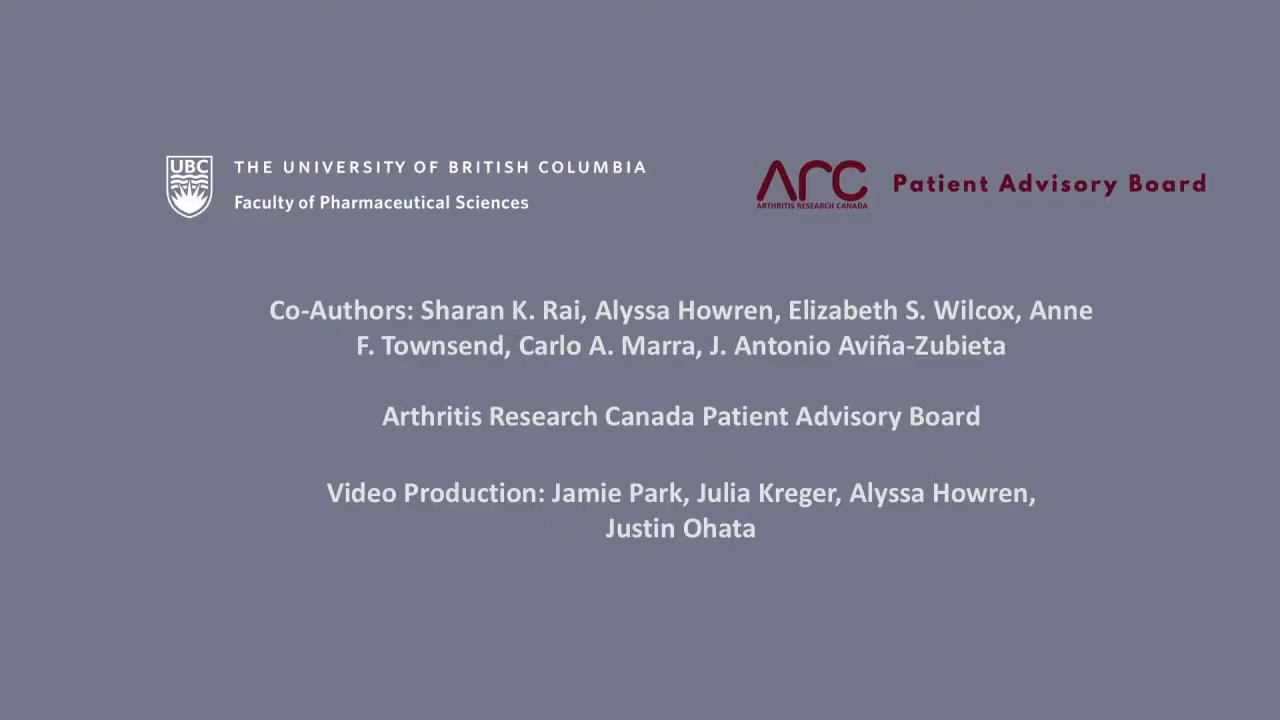 UBC
THE UNIVERSITY OF BRITISH COLUMBIA
Faculty of Pharmaceutical Sciences
ARC
ARTHRITIS RESEARCH CANADA
Patient Advisory Board
Co-Authors: Sharan K. Rai, Alyssa Howren, Elizabeth S. Wilcox, Anne
F. Townsend, Carlo A. Marra, J. Antonio Aviña-Zubieta
Arthritis Research Canada Patient Advisory Board
Video Production: Jamie Park, Julia Kreger, Alyssa Howren,
Justin Ohata